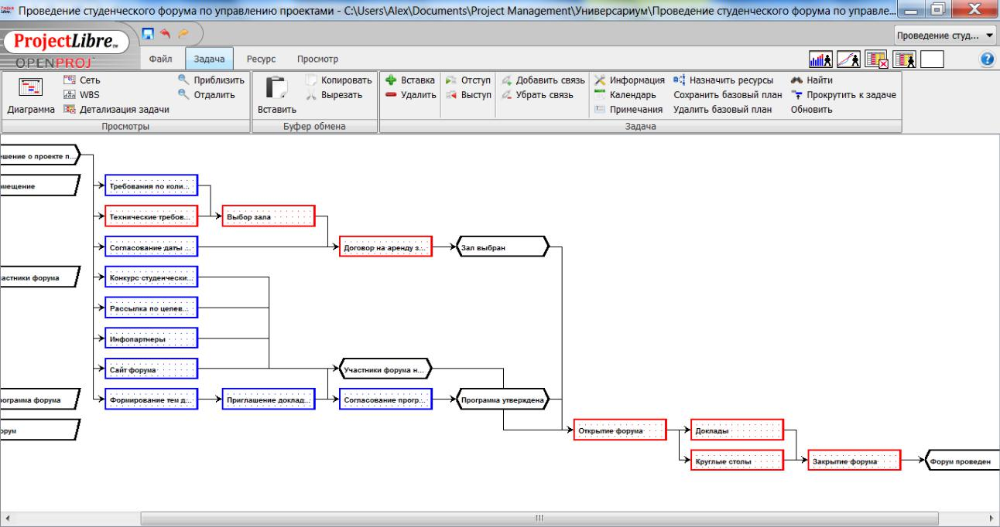 Проведение студенческого форума по управлению проектами - C:\Users\Alex\Documents\Project Management\Универсариум\Проведение студенческого форума по управле...
ProjectLibre™
OPENPROJ
Проведение студ...
Файл Задача Ресурс Просмотр
Сеть Приблизить Копировать Вставка Отступ Добавить связь Информация Назначить ресурсы Найти
WBS Отдалить Вырезать Удалить Выступ Убрать связь Календарь Сохранить базовый план Прокрутить к задаче
Диаграмма Детализация задачи Вставить Примечания Удалить базовый план Обновить
Просмотры Буфер обмена Задача
ешение о проекте п...
омещение Требования по коли...
Технические требов... Выбор зала
Согласование даты ... Договор на аренду з... Зал выбран
астники форума Конкурс студенчески...
Рассылка по целев...
Инфопартнеры
Сайт форума Участники форума н...
ограмма форума Формирование тем д... Приглашение доклад... Согласование прогр... Программа утверждена
орум Открытие форума Доклады
Круглые столы Закрытие форума Форум проведен